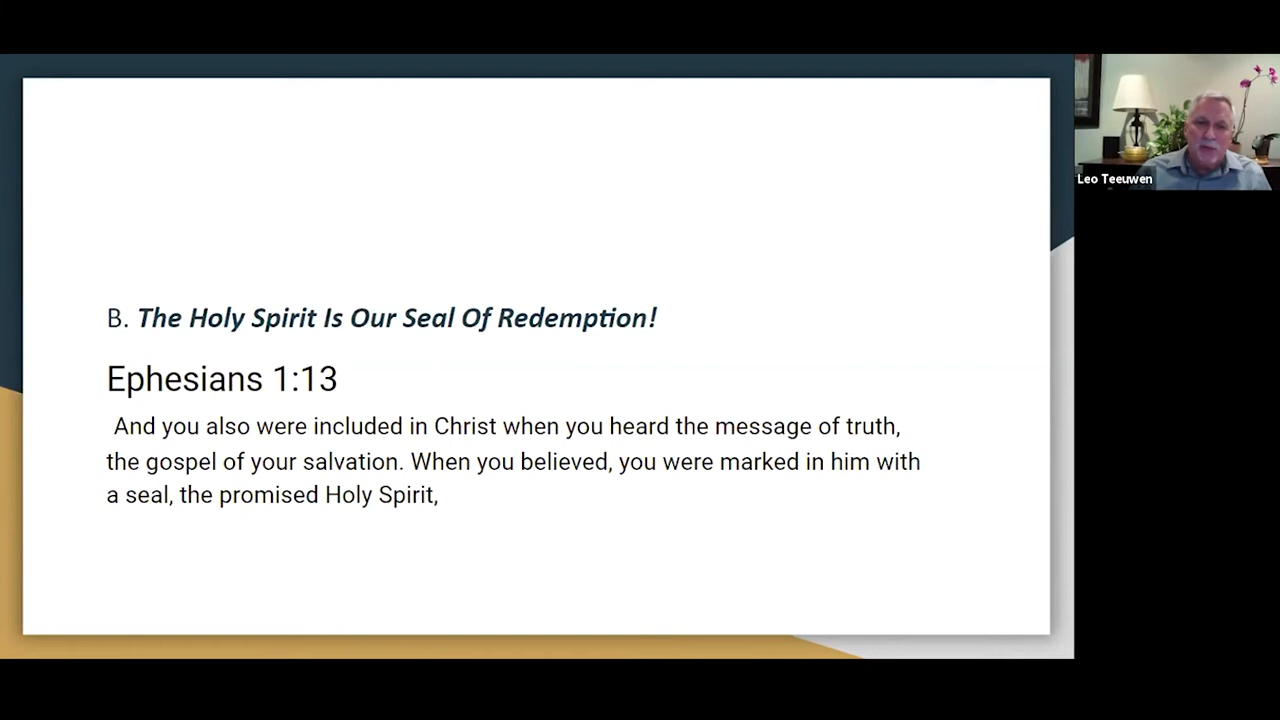 B. The Holy Spirit Is Our Seal Of Redemption!
Ephesians 1:13
And you also were included in Christ when you heard the message of truth,
the gospel of your salvation. When you believed, you were marked in him with
a seal, the promised Holy Spirit,
Leo Teeuwen